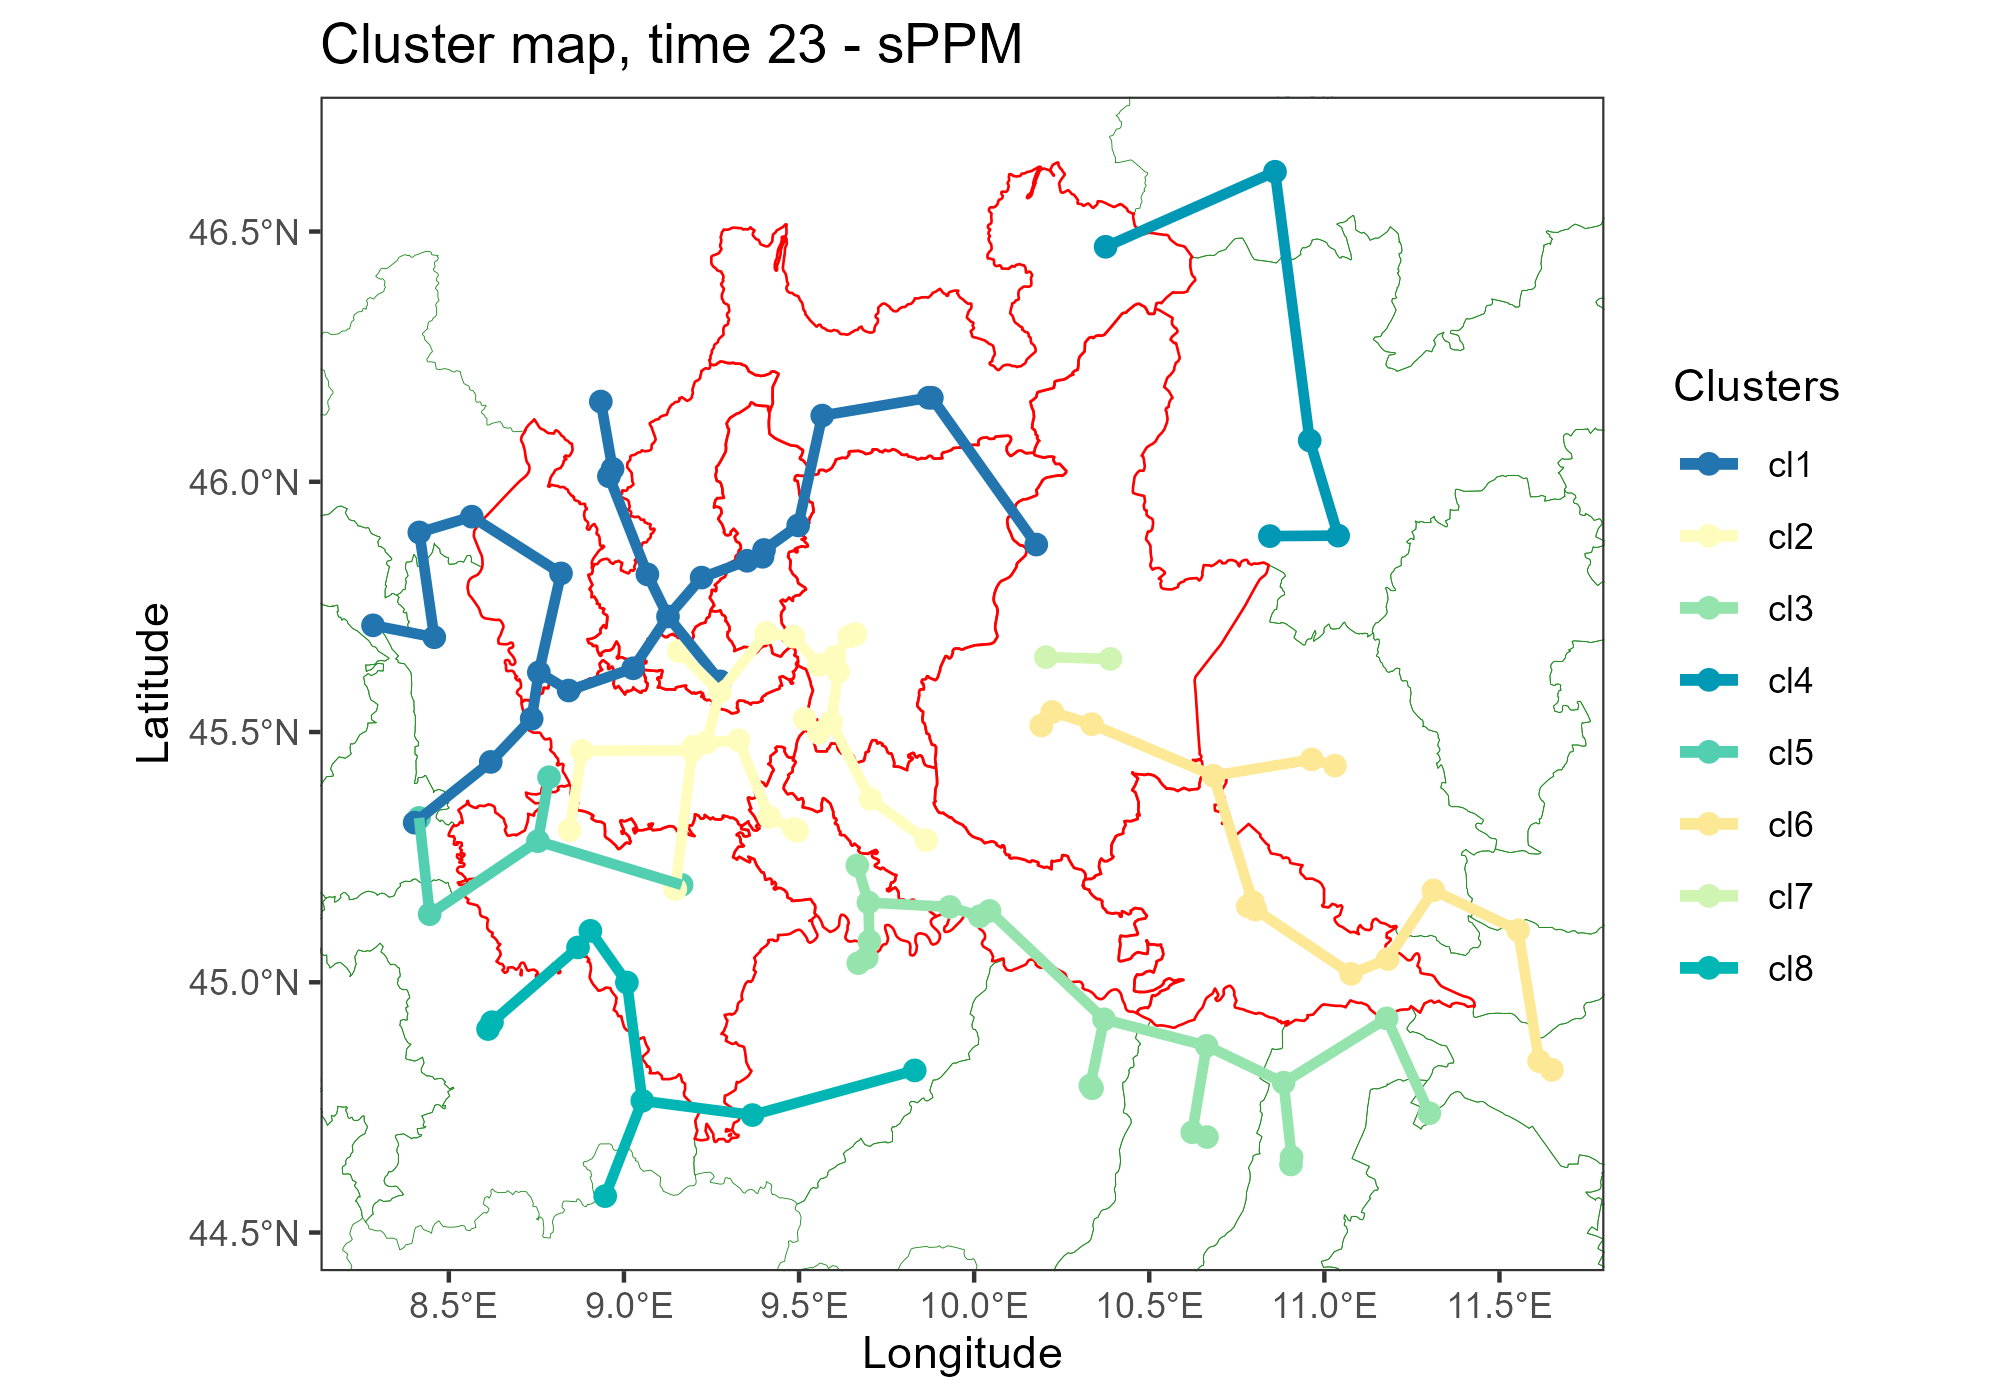 Cluster map, time 23 - sPPM
46.5°N
46.0°N
45.5°N
45.0°N
44.5°N
Latitude
8.5°E
9.0°E
9.5°E
10.0°E
10.5°E
11.0°E
11.5°E
Longitude
Clusters
cl1
cl2
cl3
cl4
cl5
cl6
cl7
cl8